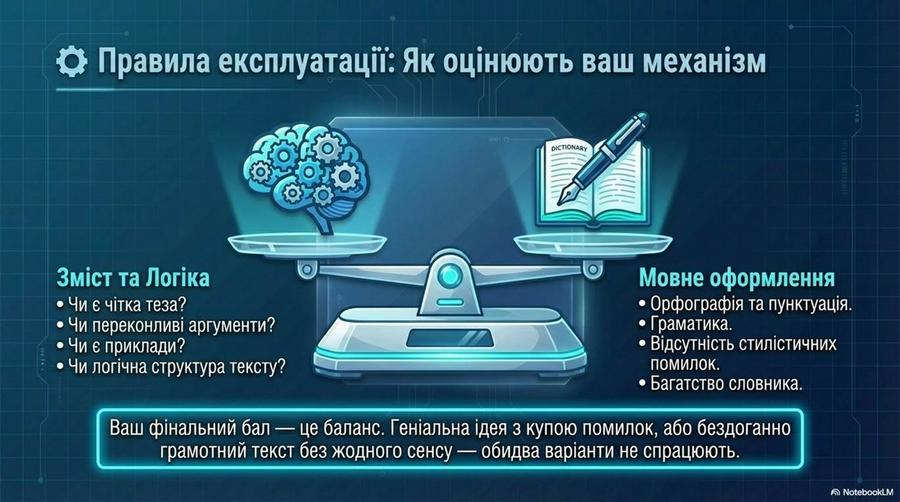 Правила експлуатації: Як оцінюють ваш механізм
DICTIONARY
Зміст та Логіка
• Чи є чітка теза?
• Чи переконливі аргументи?
• Чи є приклади?
• Чи логічна структура тексту?
Мовне оформлення
• Орфографія та пунктуація.
• Граматика.
• Відсутність стилістичних
помилок.
• Багатство словника.
Ваш фінальний бал — це баланс. Геніальна ідея з купою помилок, або бездоганно
грамотний текст без жодного сенсу — обидва варіанти не спрацюють.
NotebookLM